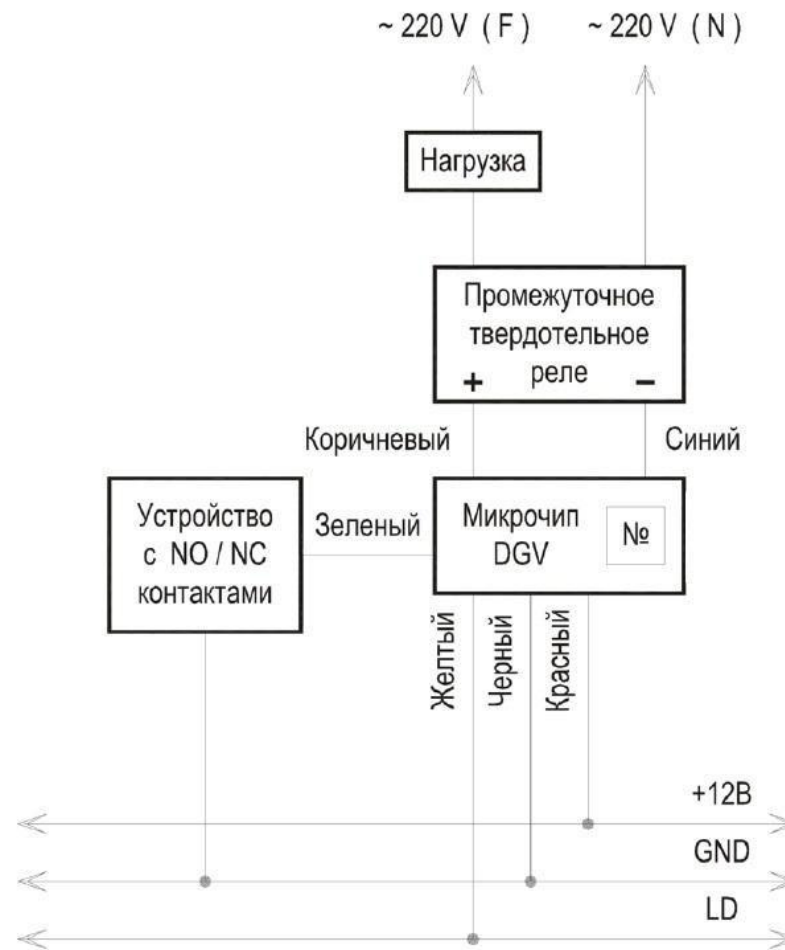 ~ 220 V ( F )
~ 220 V ( N )
Нагрузка
Промежуточное
твердотельное
реле
+
−
Коричневый
Синий
Устройство
с NO / NC
контактами
Зеленый
Микрочип
DGV
№
Желтый
Черный
Красный
+12В
GND
LD